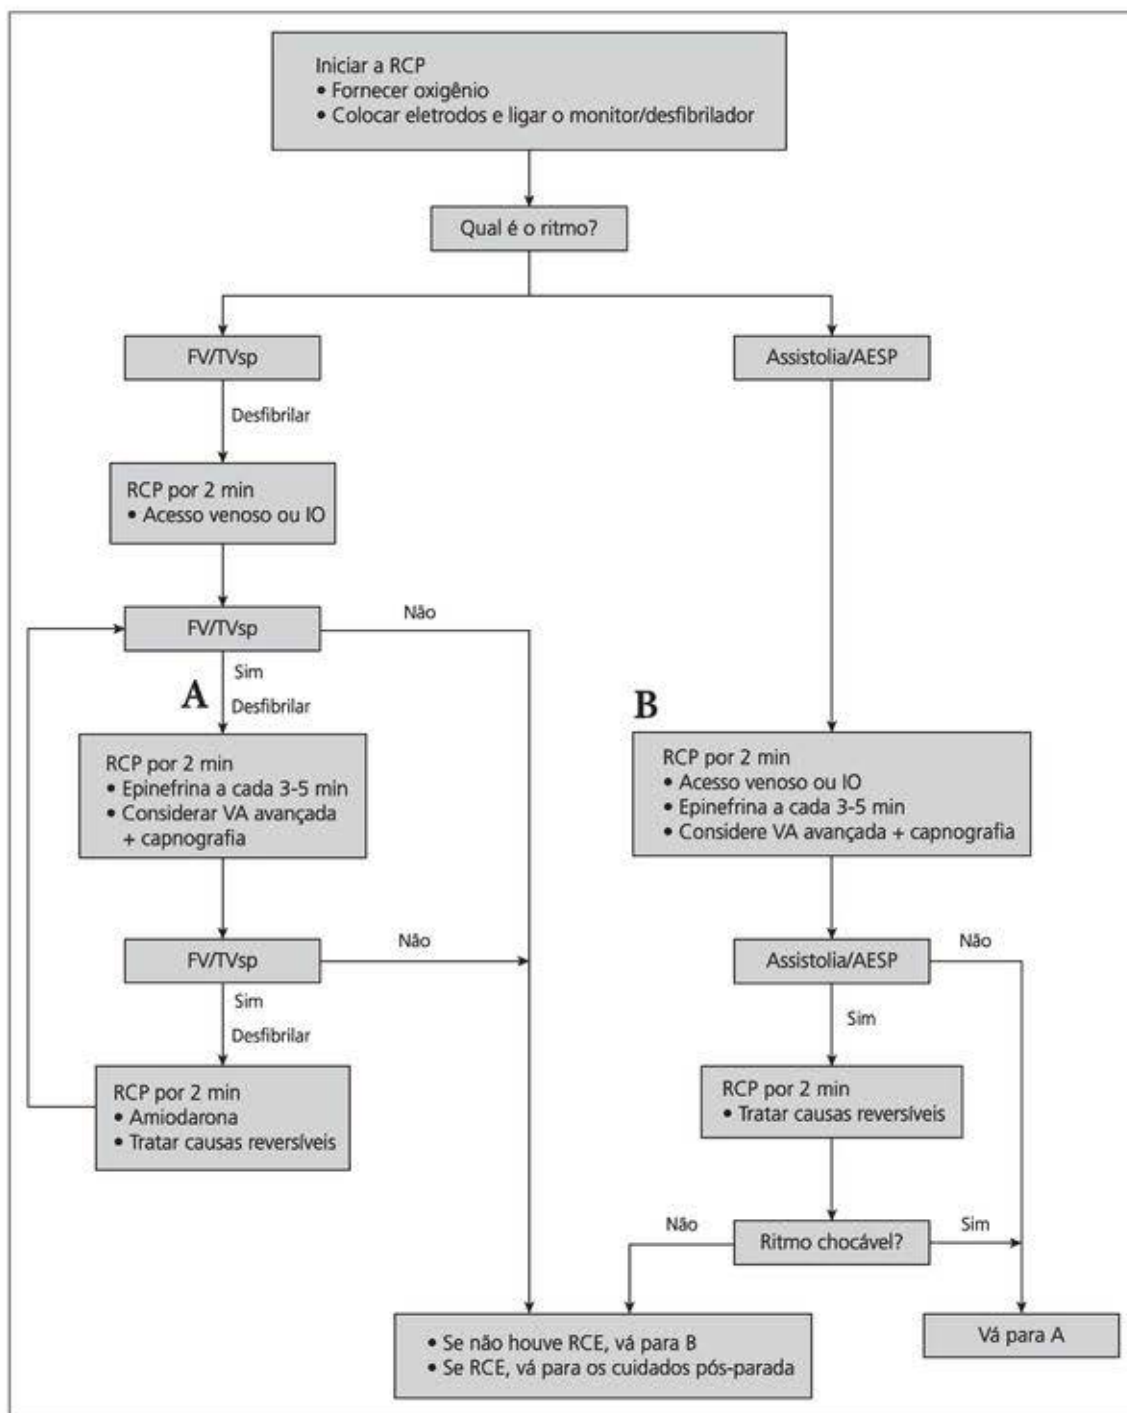 Iniciar a RCP
• Fornecer oxigênio
• Colocar eletrodos e ligar o monitor/desfibrilador
Qual é o ritmo?
FV/TVsp
Desfibrilar
RCP por 2 min
• Acesso venoso ou IO
FV/TVsp
Não
Sim
A
Desfibrilar
RCP por 2 min
• Epinefrina a cada 3-5 min
• Considerar VA avançada
+ capnografia
FV/TVsp
Não
Sim
Desfibrilar
RCP por 2 min
• Amiodarona
• Tratar causas reversíveis
Assistolia/AESP
B
RCP por 2 min
• Acesso venoso ou IO
• Epinefrina a cada 3-5 min
• Considere VA avançada + capnografia
Assistolia/AESP
Não
Sim
RCP por 2 min
• Tratar causas reversíveis
Não
Ritmo chocável?
Sim
• Se não houve RCE, vá para B
• Se RCE, vá para os cuidados pós-parada
Vá para A